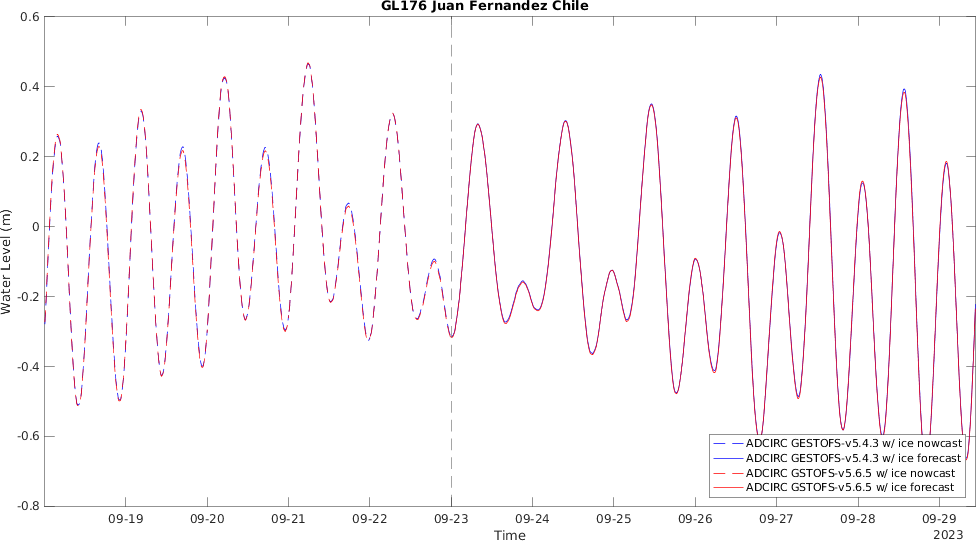 GL176 Juan Fernandez Chile
0.6
0.4
0.2
0
-0.2
-0.4
-0.6
-0.8
Water Level (m)
ADCIRC GESTOFS-v5.4.3 w/ ice nowcast
ADCIRC GESTOFS-v5.4.3 w/ ice forecast
ADCIRC GSTOFS-v5.6.5 w/ ice nowcast
ADCIRC GSTOFS-v5.6.5 w/ ice forecast
09-19 09-20 09-21 09-22 09-23 09-24 09-25 09-26 09-27 09-28 09-29
Time
2023